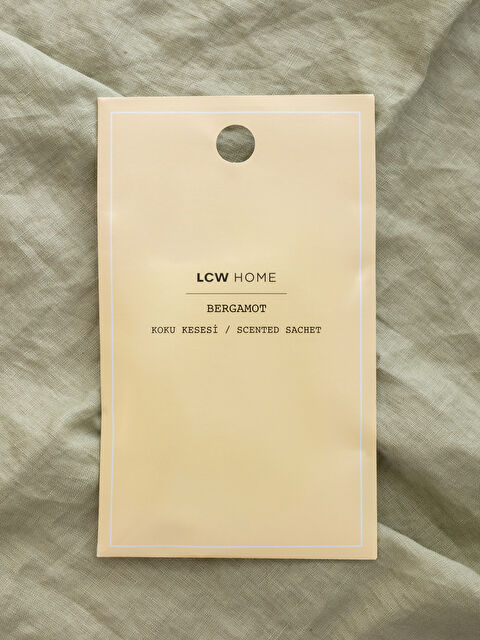 LCW HOME
BERGAMOT
KOKU KESESİ / SCENTED SACHET